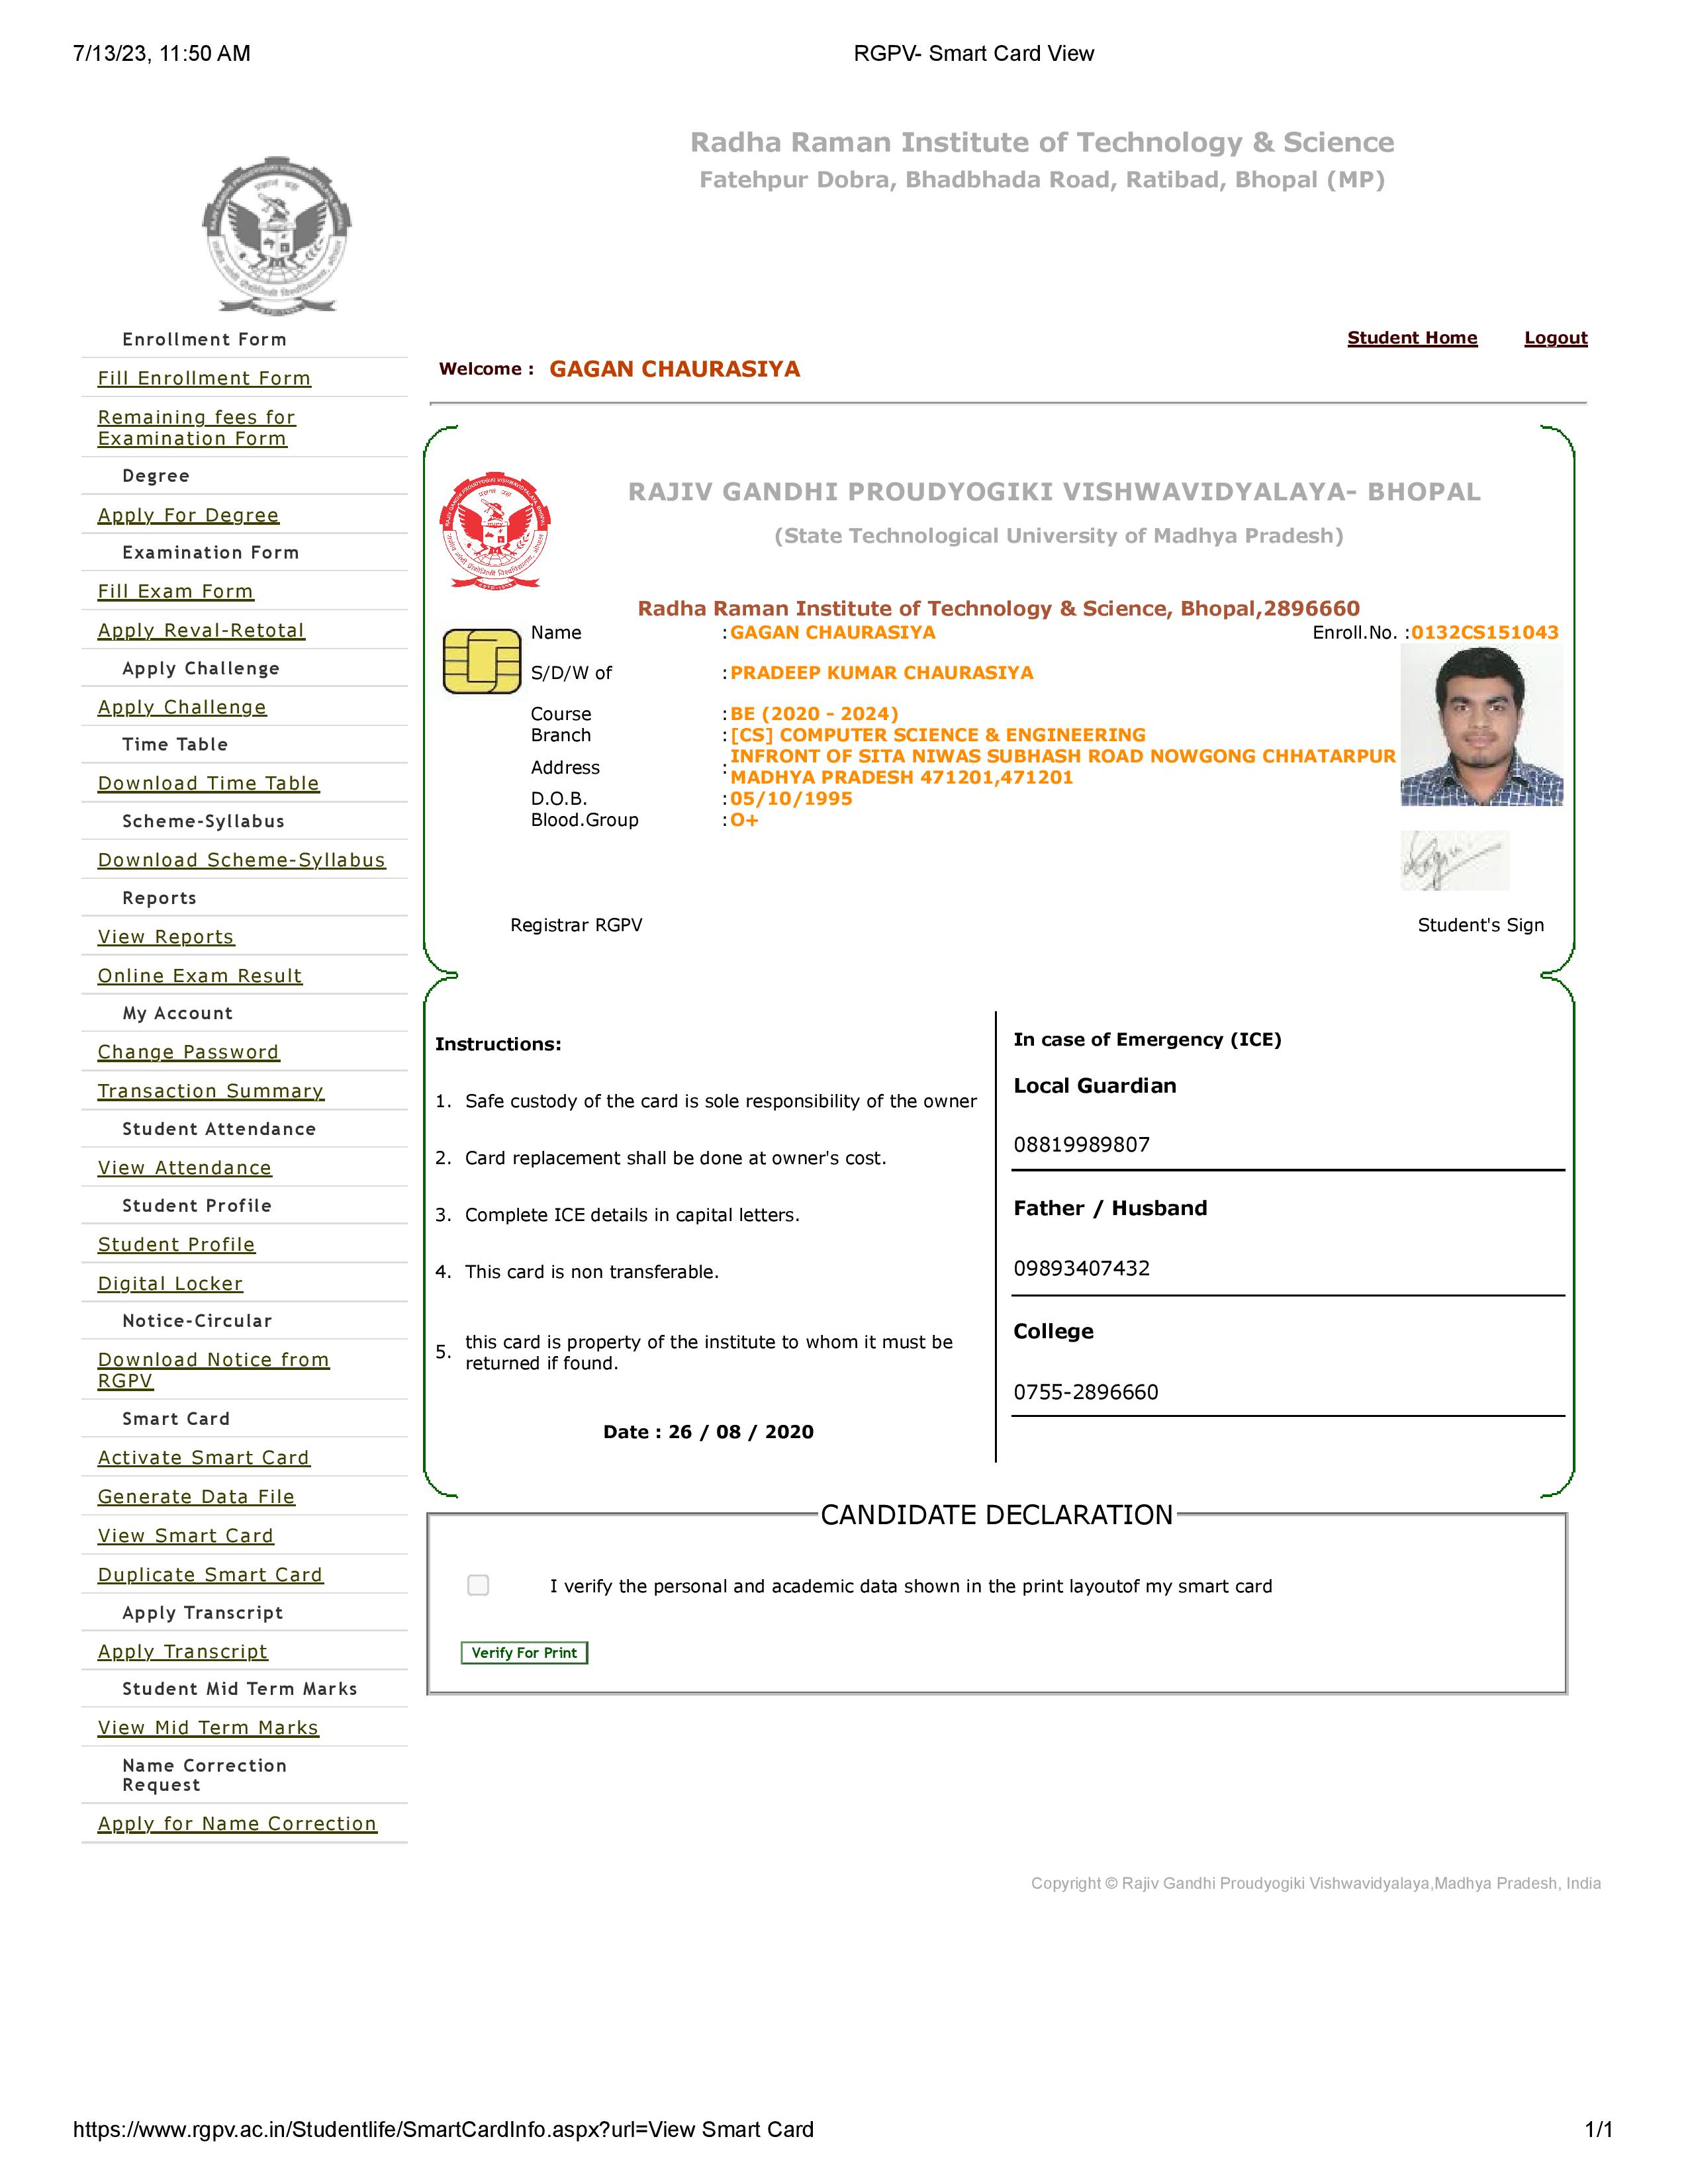 7/13/23, 11:50 AM
RGPV- Smart Card View
Radha Raman Institute of Technology & Science
Fatehpur Dobra, Bhadbhada Road, Ratibad, Bhopal (MP)
Enrollment Form
Fill Enrollment Form
Remaining fees for
Examination Form
Degree
Apply For Degree
Examination Form
Fill Exam Form
Apply Reval-Retotal
Apply Challenge
Apply Challenge
Time Table
Download Time Table
Scheme-Syllabus
Download Scheme-Syllabus
Reports
View Reports
Online Exam Result
My Account
Change Password
Transaction Summary
Student Attendance
View Attendance
Student Profile
Student Profile
Digital Locker
Notice-Circular
Download Notice from
RGPV
Smart Card
Activate Smart Card
Generate Data File
View Smart Card
Duplicate Smart Card
Apply Transcript
Apply Transcript
Student Mid Term Marks
View Mid Term Marks
Name Correction
Request
Apply for Name Correction
Student Home Logout
Welcome : GAGAN CHAURASIYA
RAJIV GANDHI PROUDYOGIKI VISHWAVIDYALAYA- BHOPAL
(State Technological University of Madhya Pradesh)
Radha Raman Institute of Technology & Science, Bhopal,2896660
Name :GAGAN CHAURASIYA Enroll.No. :0132CS151043
S/D/W of :PRADEEP KUMAR CHAURASIYA
Course :BE (2020 - 2024)
Branch :[CS] COMPUTER SCIENCE & ENGINEERING
Address :INFRONT OF SITA NIWAS SUBHASH ROAD NOWGONG CHHATARPUR
MADHYA PRADESH 471201,471201
D.O.B. :05/10/1995
Blood.Group :O+
Registrar RGPV Student's Sign
Instructions:
1. Safe custody of the card is sole responsibility of the owner
2. Card replacement shall be done at owner's cost.
3. Complete ICE details in capital letters.
4. This card is non transferable.
5. this card is property of the institute to whom it must be
returned if found.
Date : 26 / 08 / 2020
In case of Emergency (ICE)
Local Guardian
08819989807
Father / Husband
09893407432
College
0755-2896660
CANDIDATE DECLARATION
I verify the personal and academic data shown in the print layoutof my smart card
Verify For Print
Copyright © Rajiv Gandhi Proudyogiki Vishwavidyalaya,Madhya Pradesh, India
https://www.rgpv.ac.in/Studentlife/SmartCardInfo.aspx?url=View Smart Card
1/1